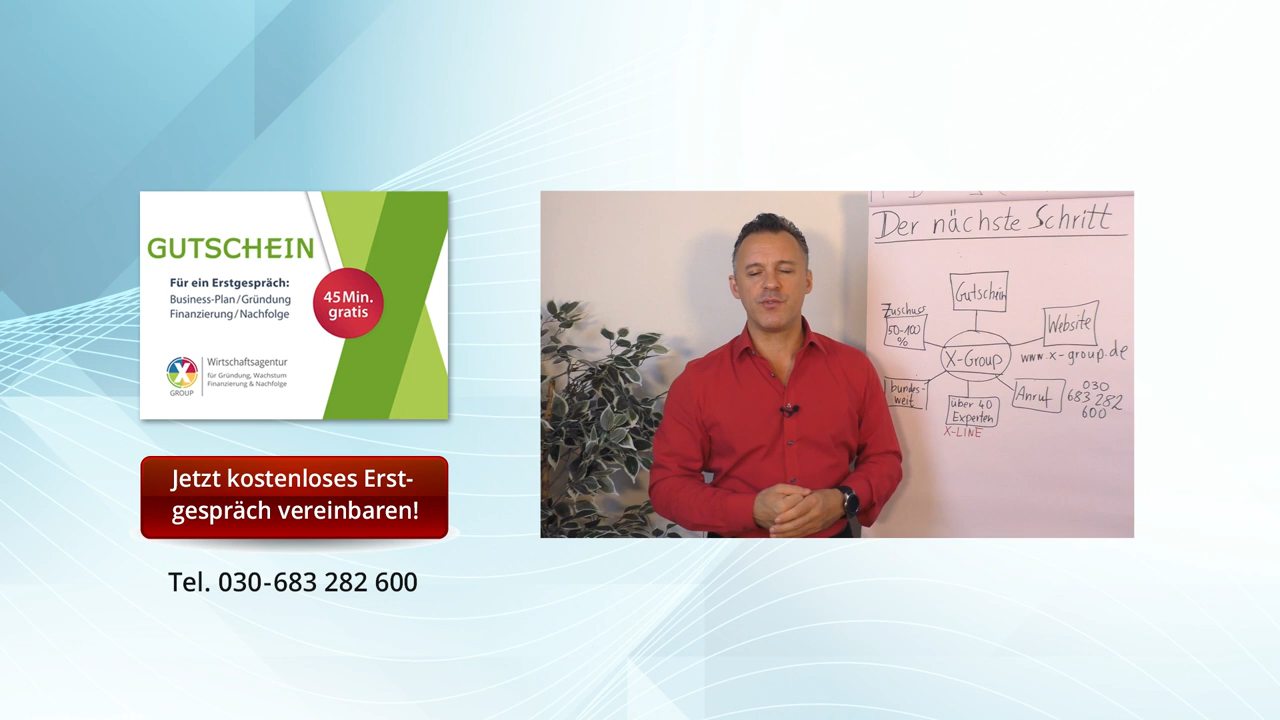 GUTSCHEIN
Für ein Erstgespräch:
Business-Plan/Gründung
Finanzierung/Nachfolge
45 Min.
gratis
X
GROUP
Wirtschaftsagentur
für Gründung, Wachstum
Finanzierung & Nachfolge
Jetzt kostenloses Erst-
gespräch vereinbaren!
Tel. 030-683 282 600
Der nächste Schritt
Gutschein
Zuschuss
50-100
%
Website
www.x-group.de
X-Group
bundes-
weit
über 40
Experten
X-LINE
Anruf
030
683 282
600